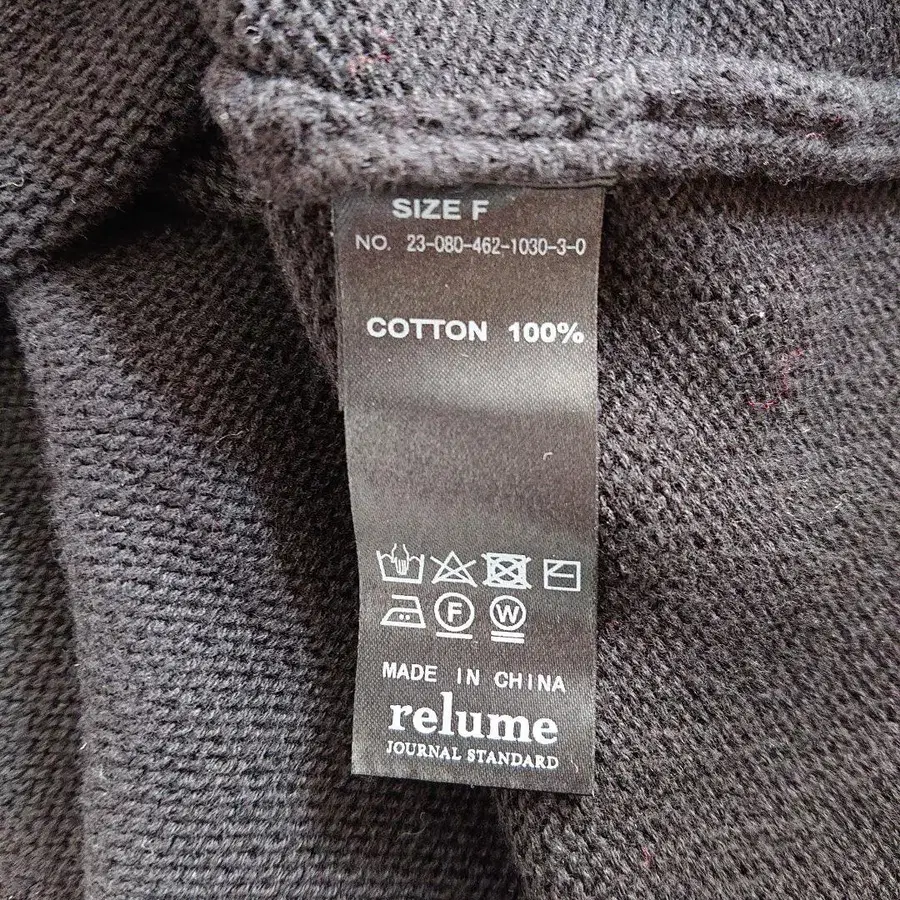 SIZE F
NO. 23-080-462-1030-3-0
COTTON 100%
F W
MADE IN CHINA
relume
JOURNAL STANDARD